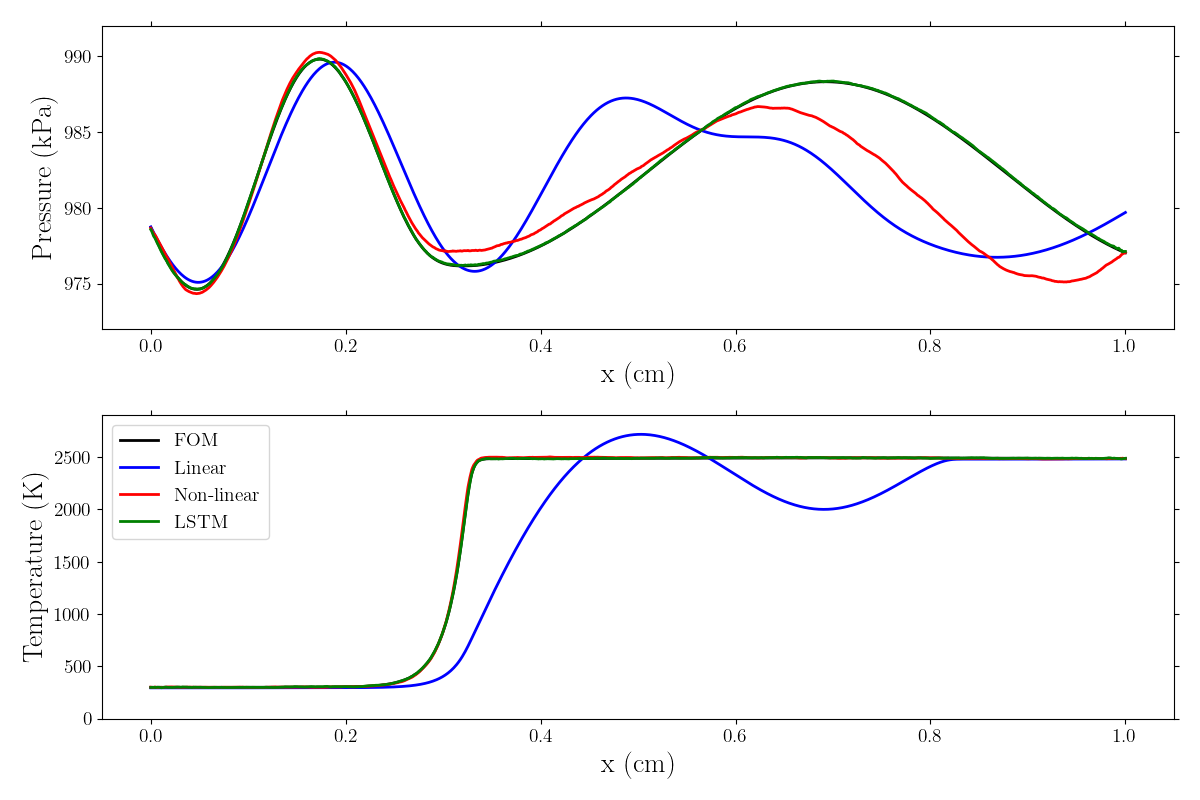 990
985
980
975
Pressure (kPa)
0.0 0.2 0.4 0.6 0.8 1.0
x (cm)
FOM
Linear
Non-linear
LSTM
2500
2000
1500
1000
500
0
Temperature (K)
0.0 0.2 0.4 0.6 0.8 1.0
x (cm)